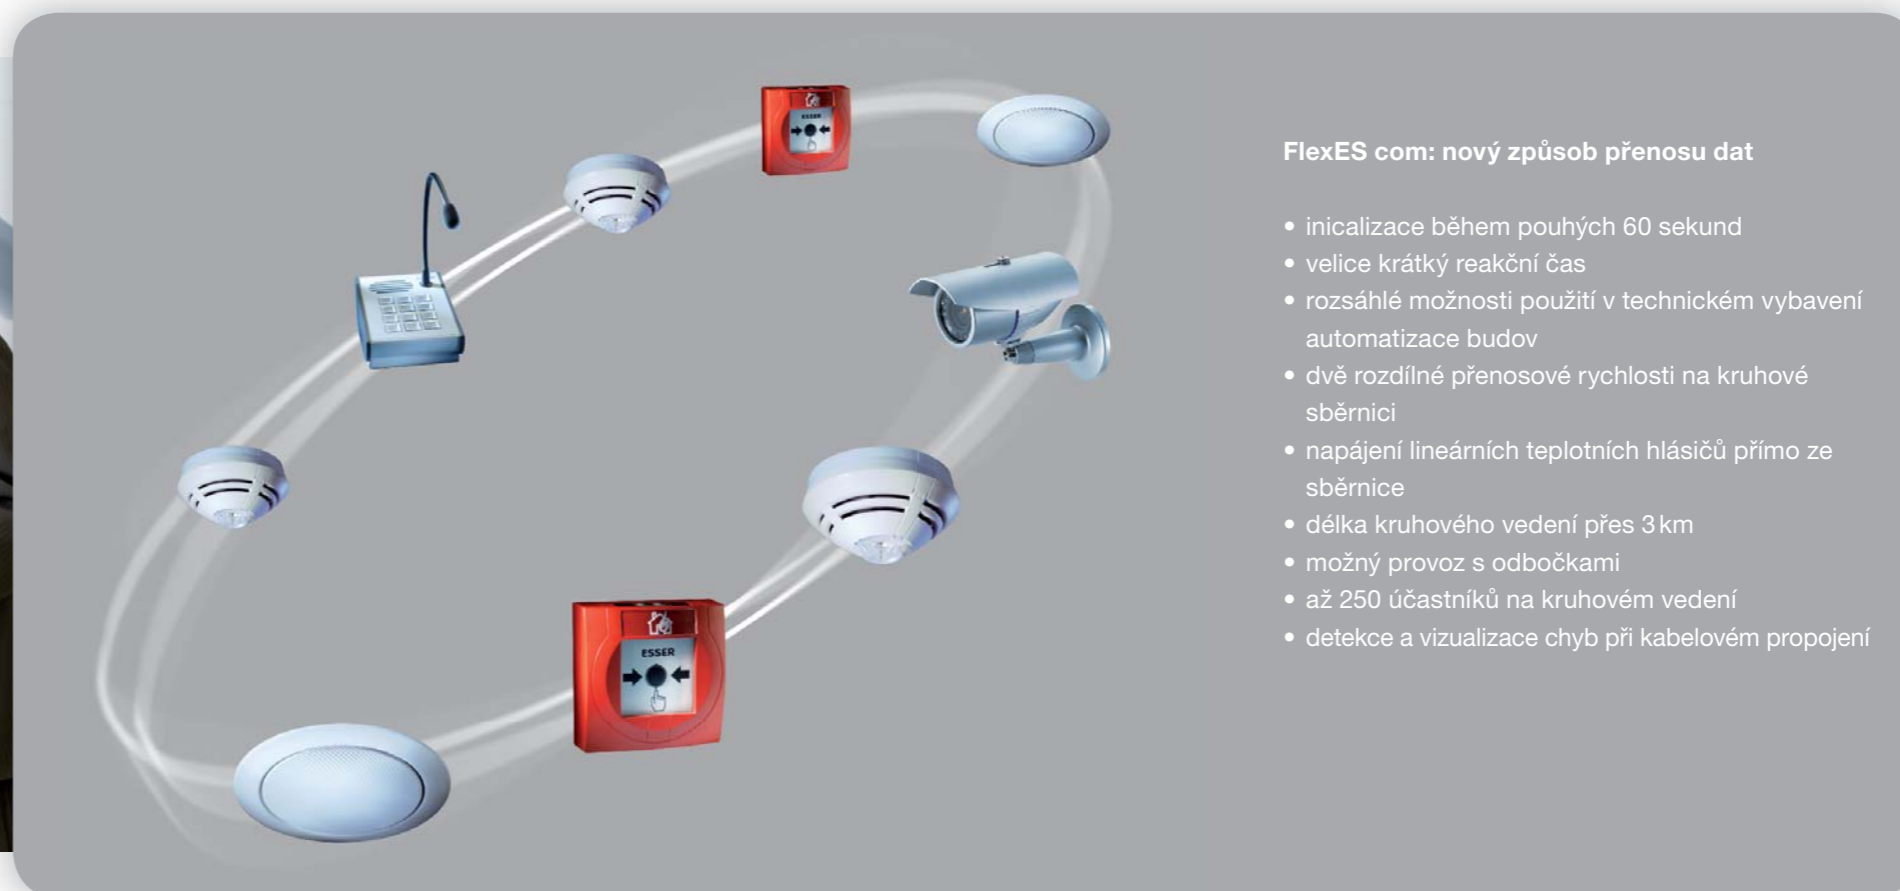 FlexES com: nový způsob přenosu dat
• inicalizace během pouhých 60 sekund
• velice krátký reakční čas
• rozsáhlé možnosti použití v technickém vybavení
automatizace budov
• dvě rozdílné přenosové rychlosti na kruhové
sběrnici
• napájení lineárních teplotních hlásičů přímo ze
sběrnice
• délka kruhového vedení přes 3 km
• možný provoz s odbočkami
• až 250 účastníků na kruhovém vedení
• detekce a vizualizace chyb při kabelovém propojení
ESSER
ESSER